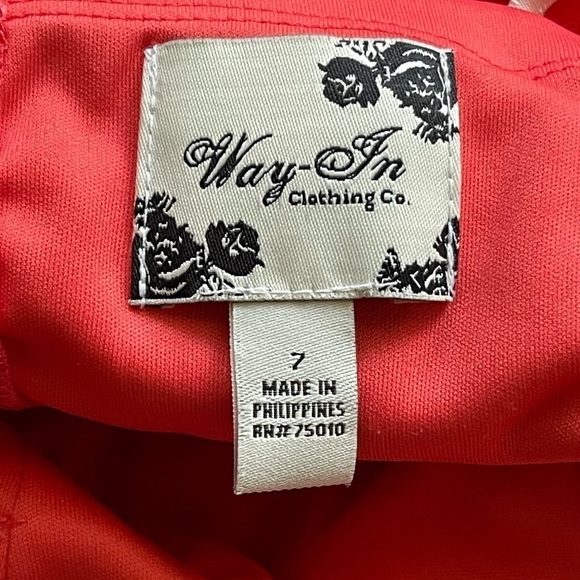 Way-In
Clothing Co.
7
MADE IN
PHILIPPINES
RN#75010